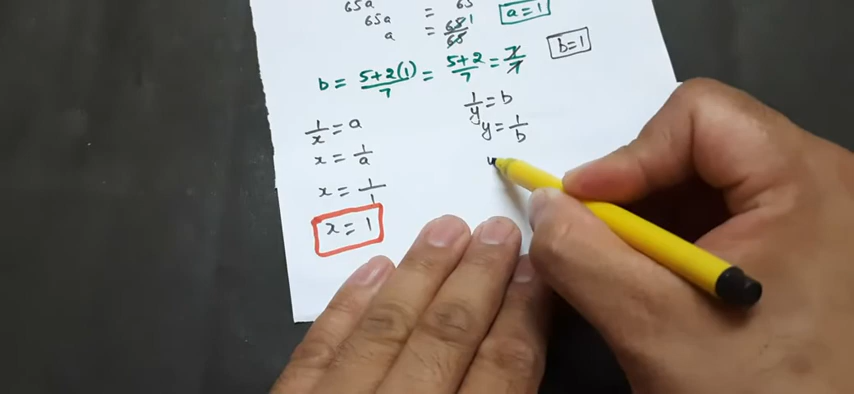 65a = 65
65a
a = 65/65 1
a = 1
b = 5+2(1)/7 = 5+2/7 = 7/7
b=1
1/x = a
x = 1/a
x = 1/1
x = 1
1/y = b
y = 1/b
y